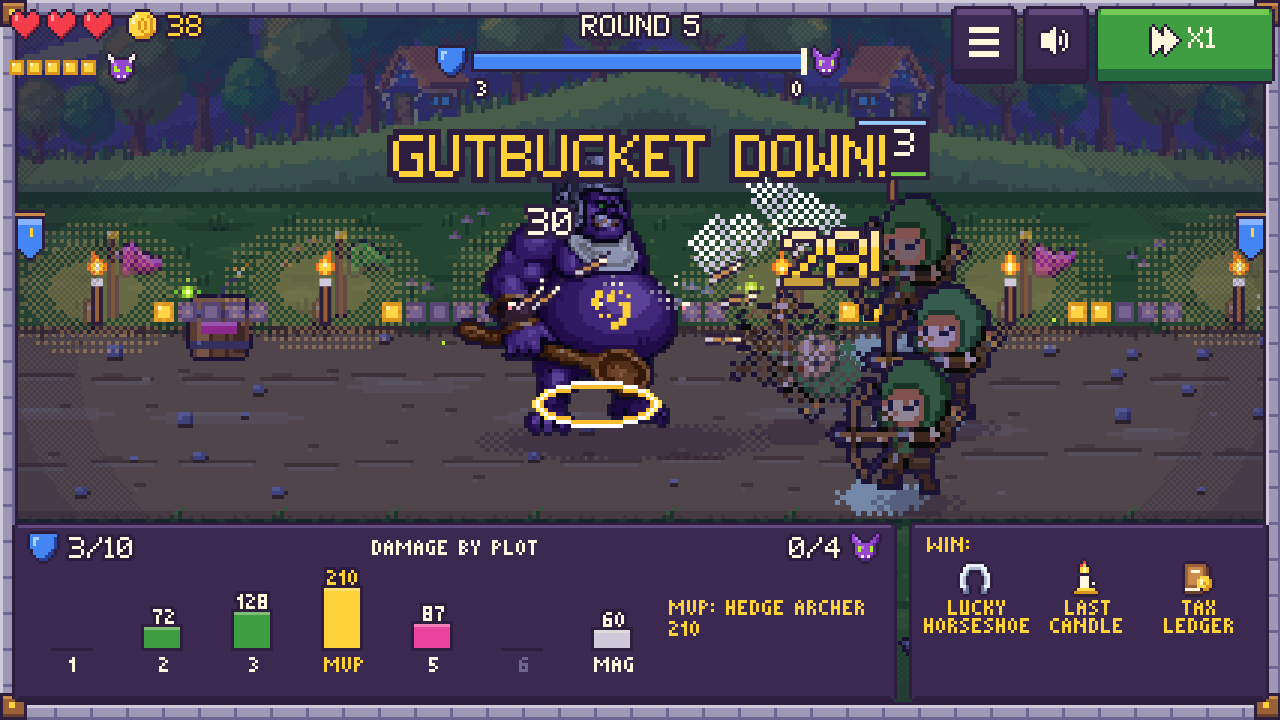 38
ROUND 5
X1
3
0
GUTBUCKET DOWN!
3
30
28!
3/10
DAMAGE BY PLOT
0/4
72
128
210
87
60
1
2
3
MVP
5
6
MAG
MVP: HEDGE ARCHER
210
WIN:
LUCKY
HORSESHOE
LAST
CANDLE
TAX
LEDGER